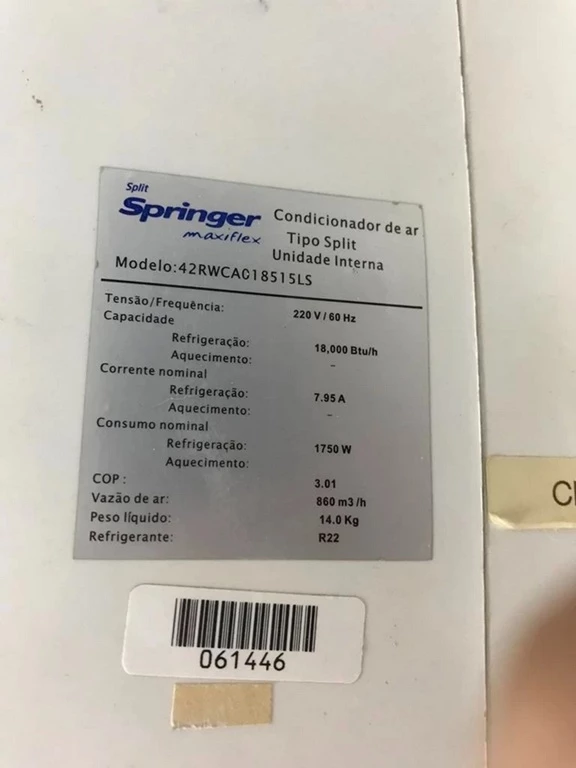 Split
Springer
maxiflex
Condicionador de ar
Tipo Split
Unidade Interna
Modelo:42RWCA018515LS
Tensão/Frequência: 220 V / 60 Hz
Capacidade
Refrigeração: 18,000 Btu/h
Aquecimento: –
Corrente nominal
Refrigeração: 7.95 A
Aquecimento: –
Consumo nominal
Refrigeração: 1750 W
Aquecimento:
COP : 3.01
Vazão de ar: 860 m3 /h
Peso líquido: 14.0 Kg
Refrigerante: R22
061446